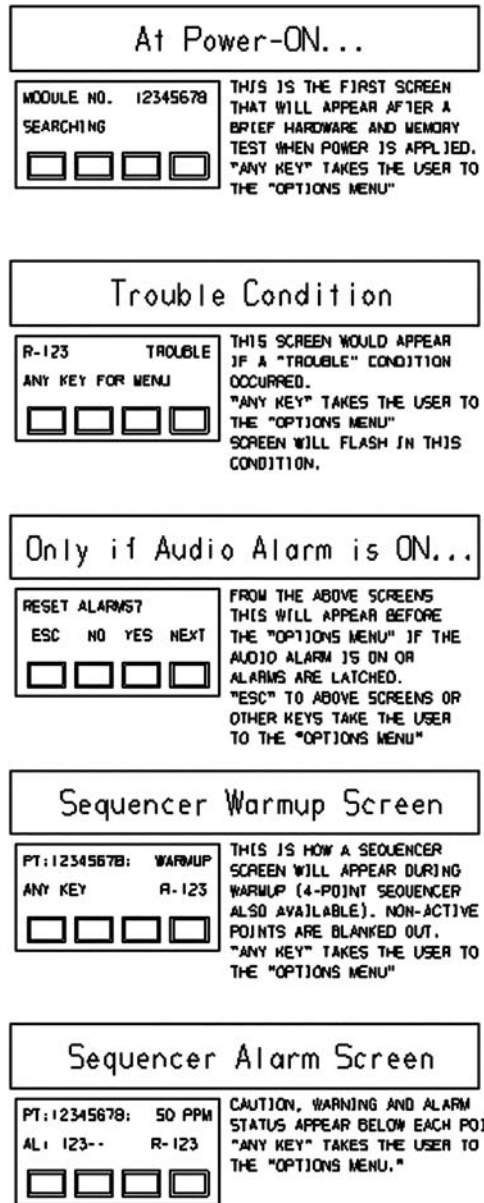 At Power-ON...
MODULE NO. 12345678
SEARCHING
THIS IS THE FIRST SCREEN
THAT WILL APPEAR AFTER A
BRIEF HARDWARE AND MEMORY
TEST WHEN POWER IS APPLIED.
"ANY KEY" TAKES THE USER TO
THE "OPTIONS MENU"
Trouble Condition
R-123 TROUBLE
ANY KEY FOR MENU
THIS SCREEN WOULD APPEAR
IF A "TROUBLE" CONDITION
OCCURRED.
"ANY KEY" TAKES THE USER TO
THE "OPTIONS MENU"
SCREEN WILL FLASH IN THIS
CONDITION.
Only if Audio Alarm is ON...
RESET ALARMS?
ESC NO YES NEXT
FROM THE ABOVE SCREENS
THIS WILL APPEAR BEFORE
THE "OPTIONS MENU" IF THE
AUDIO ALARM IS ON OR
ALARMS ARE LATCHED.
"ESC" TO ABOVE SCREENS OR
OTHER KEYS TAKE THE USER
TO THE "OPTIONS MENU"
Sequencer Warmup Screen
PT:12345678: WARMUP
ANY KEY R-123
THIS IS HOW A SEQUENCER
SCREEN WILL APPEAR DURING
WARMUP (4-POINT SEQUENCER
ALSO AVAILABLE). NON-ACTIVE
POINTS ARE BLANKED OUT.
"ANY KEY" TAKES THE USER TO
THE "OPTIONS MENU"
Sequencer Alarm Screen
PT:12345678: 50 PPM
AL: 123-- R-123
CAUTION, WARNING AND ALARM
STATUS APPEAR BELOW EACH POI
"ANY KEY" TAKES THE USER TO
THE "OPTIONS MENU."